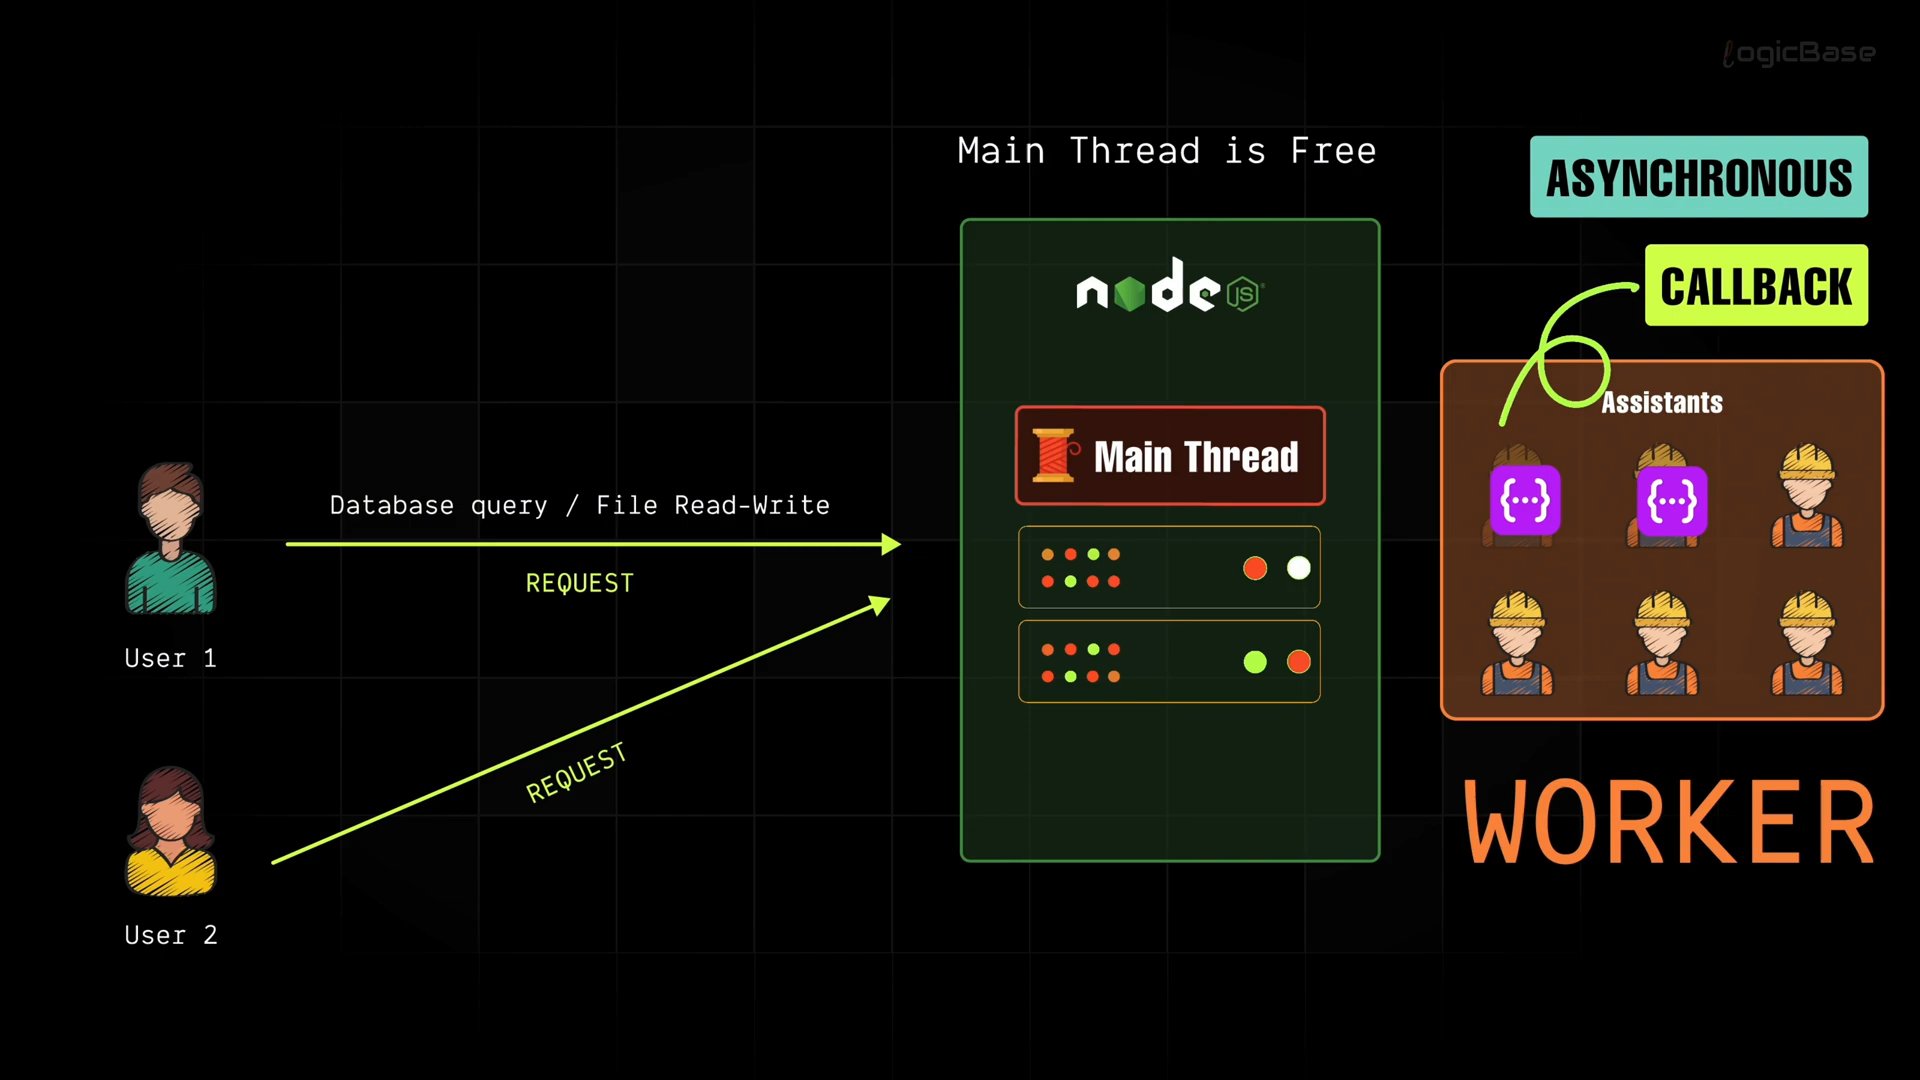 LogicBase
Main Thread is Free
ASYNCHRONOUS
CALLBACK
node
JS
Assistants
Main Thread
{...}
{...}
Database query / File Read-Write
REQUEST
User 1
REQUEST
WORKER
User 2